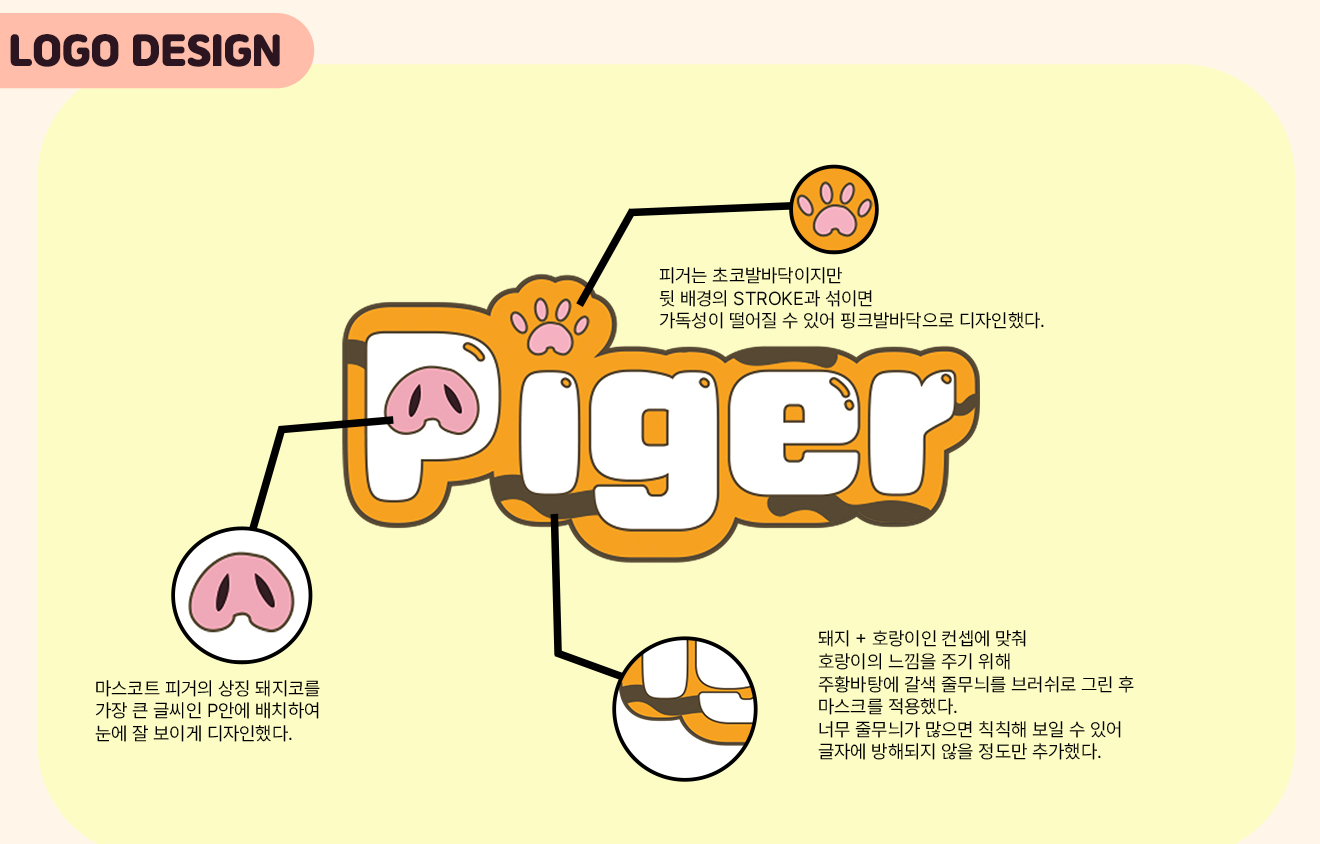 LOGO DESIGN
피거는 초코발바닥이지만
뒷 배경의 STROKE과 섞이면
가독성이 떨어질 수 있어 핑크발바닥으로 디자인했다.
Piger
마스코트 피거의 상징 돼지코를
가장 큰 글씨인 P안에 배치하여
눈에 잘 보이게 디자인했다.
돼지 + 호랑이인 컨셉에 맞춰
호랑이의 느낌을 주기 위해
주황바탕에 갈색 줄무늬를 브러쉬로 그린 후
마스크를 적용했다.
너무 줄무늬가 많으면 칙칙해 보일 수 있어
글자에 방해되지 않을 정도만 추가했다.